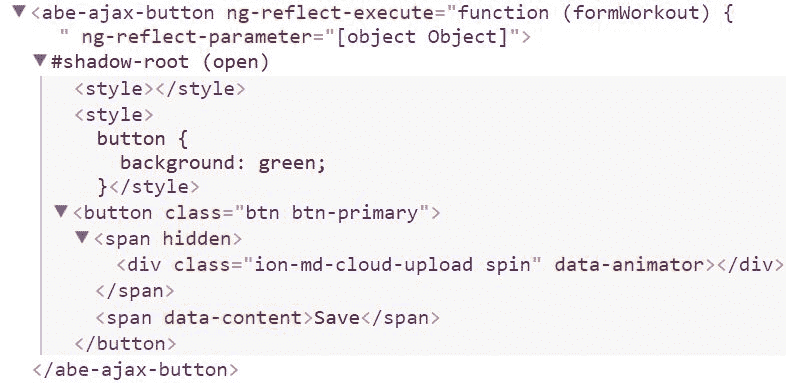 ▼<abe-ajax-button ng-reflect-execute="function (formWorkout) {
" ng-reflect-parameter="[object Object]">
▼#shadow-root (open)
<style></style>
<style>
button {
background: green;
}</style>
▼<button class="btn btn-primary">
▼<span hidden>
<div class="ion-md-cloud-upload spin" data-animator></div>
</span>
<span data-content>Save</span>
</button>
</abe-ajax-button>